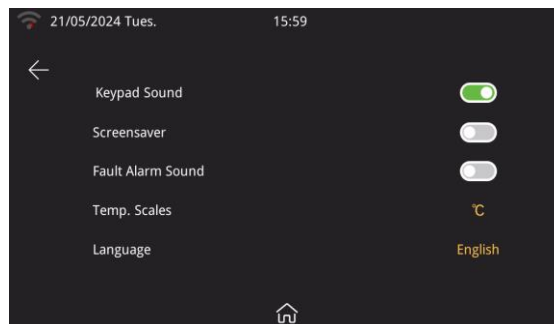 21/05/2024 Tues. 15:59
Keypad Sound
Screensaver
Fault Alarm Sound
Temp. Scales ℃
Language English